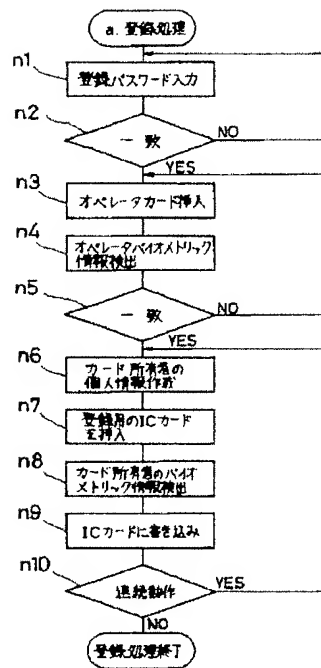 a. 登録処理
n1
登録パスワード入力
n2
一致
NO
YES
n3
オペレータカード挿入
n4
オペレータバイオメトリック
情報検出
n5
一致
NO
YES
n6
カード所有者の
個人情報作成
n7
登録用のICカード
を挿入
n8
カード所有者のバイオ
メトリック情報検出
n9
ICカードに書き込み
n10
連続動作
YES
NO
登録処理終了